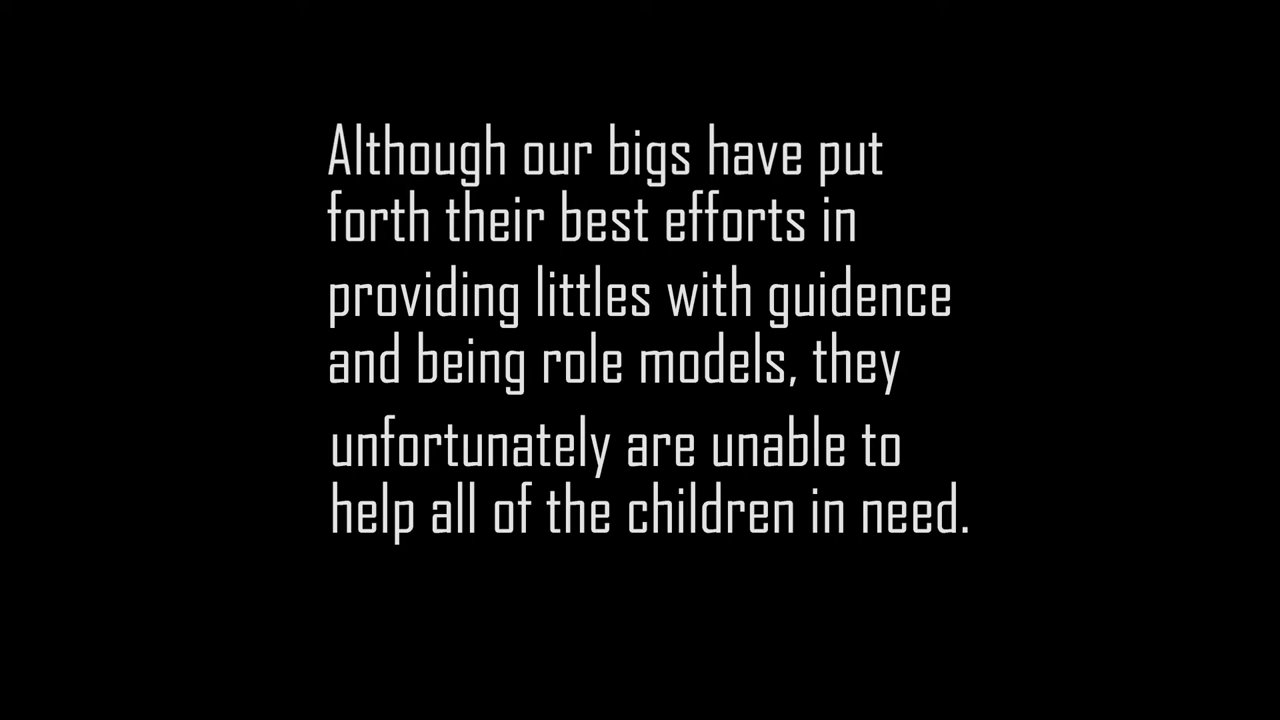 Although our bigs have put
forth their best efforts in
providing littles with guidence
and being role models, they
unfortunately are unable to
help all of the children in need.